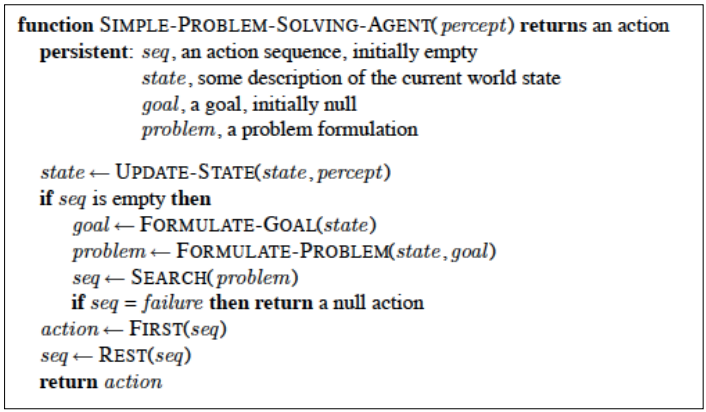 function SIMPLE-PROBLEM-SOLVING-AGENT(percept) returns an action
persistent: seq, an action sequence, initially empty
state, some description of the current world state
goal, a goal, initially null
problem, a problem formulation
state ← UPDATE-STATE(state, percept)
if seq is empty then
goal ← FORMULATE-GOAL(state)
problem ← FORMULATE-PROBLEM(state, goal)
seq ← SEARCH(problem)
if seq = failure then return a null action
action ← FIRST(seq)
seq ← REST(seq)
return action